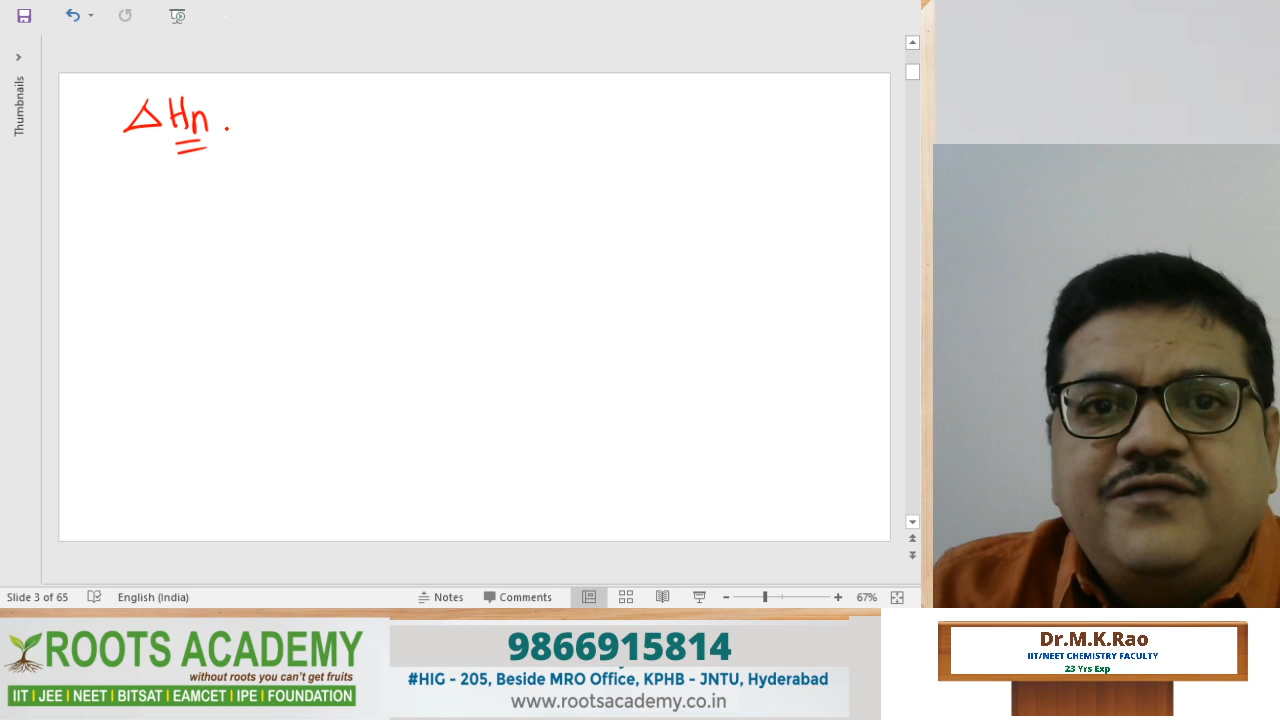 Thumbnails
ΔHn .
Slide 3 of 65
English (India)
Notes
Comments
67%
ROOTS ACADEMY
without roots you can't get fruits
IIT I JEE I NEET I BITSAT I EAMCET I IPE I FOUNDATION
9866915814
#HIG - 205, Beside MRO Office, KPHB - JNTU, Hyderabad
www.rootsacademy.co.in
Dr.M.K.Rao
IIT/NEET CHEMISTRY FACULTY
23 Yrs Exp